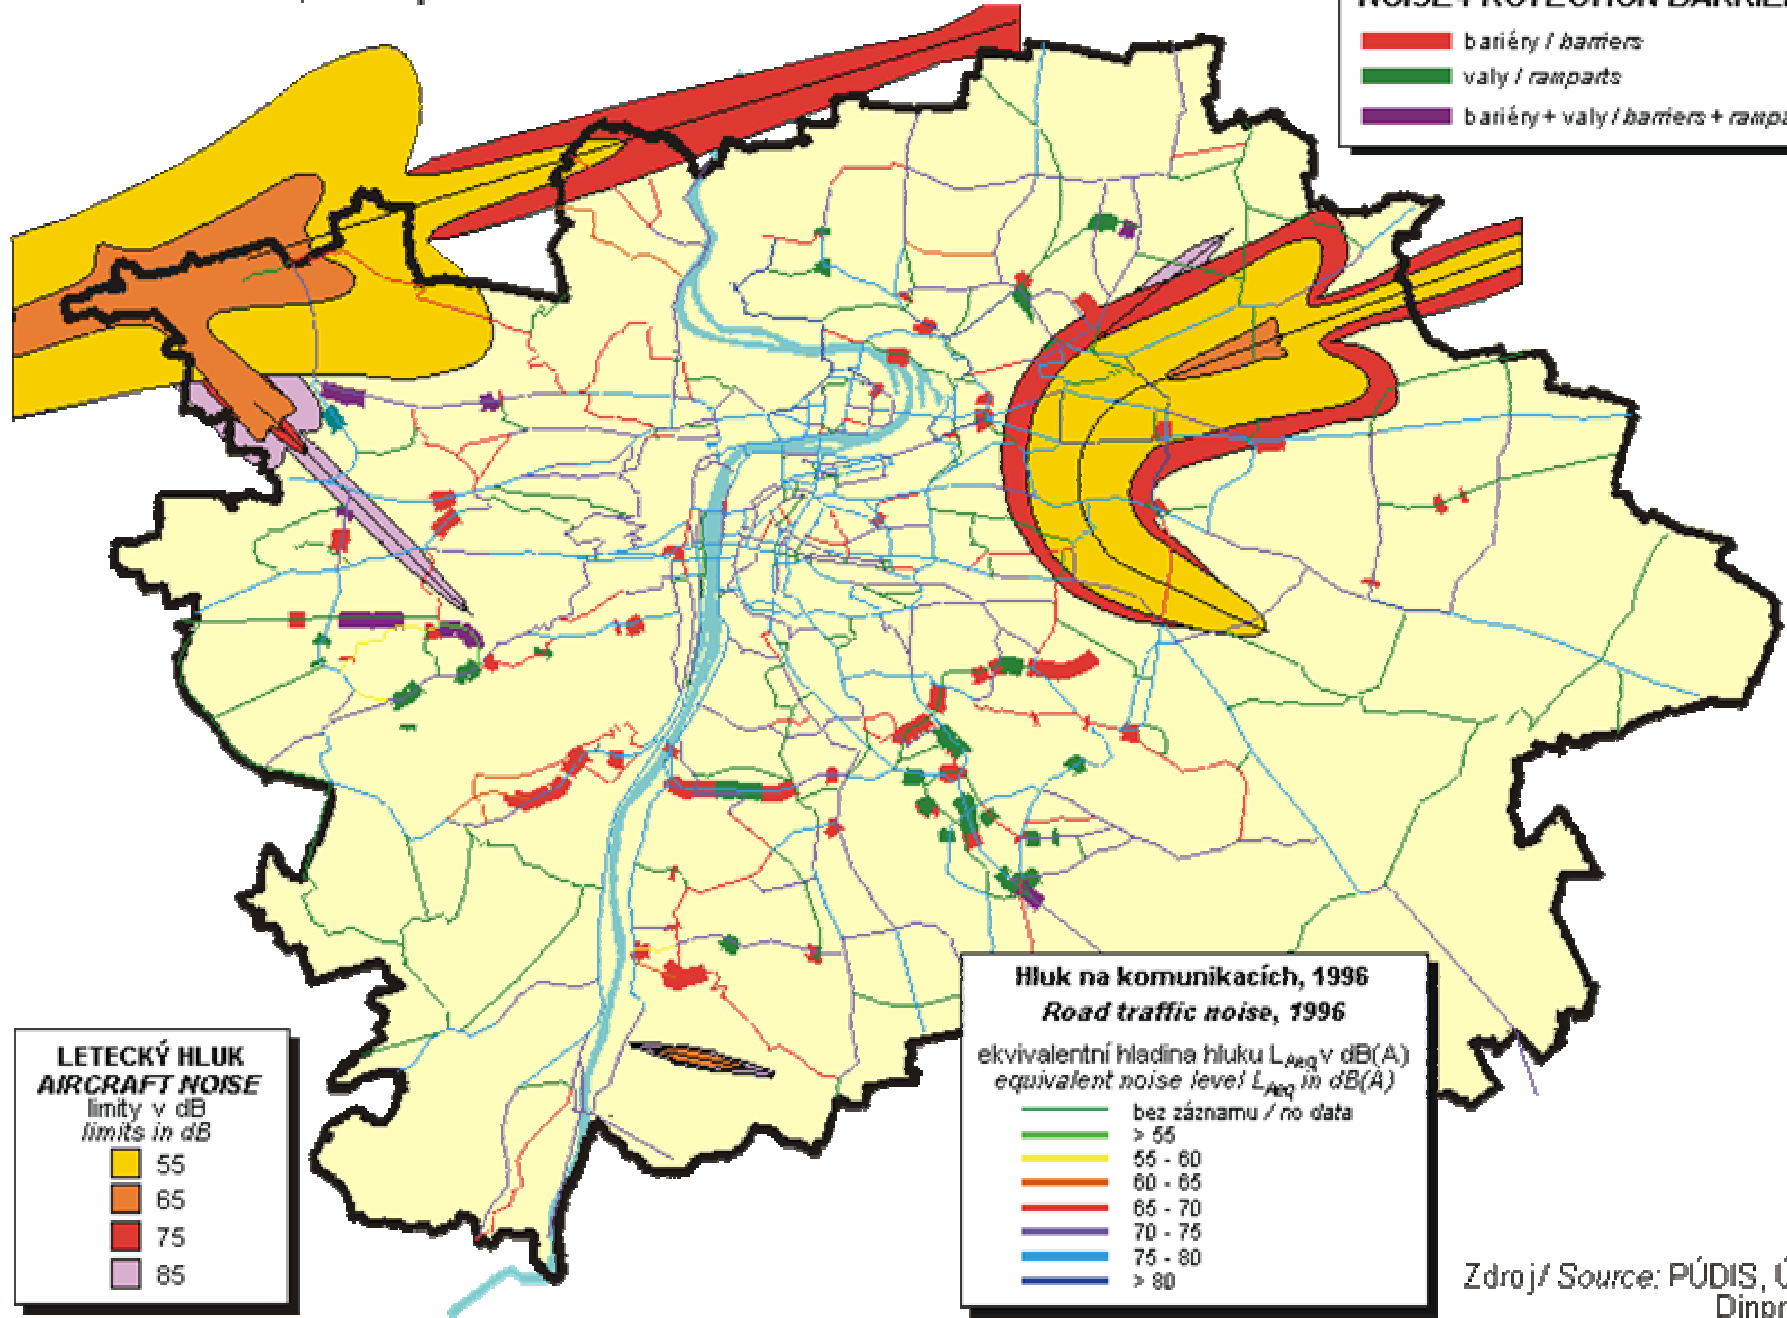 bariéry / barriers
valy / ramparts
bariéry + valy / barriers +
Hluk na komunikacích, 1996
Road traffic noise, 1996
ekvivalentní hladina hluku LAeq v dB(A)
equivalent noise level LAeq in dB(A)
bez záznamu / no data
> 55
55 - 60
60 - 65
65 - 70
70 - 75
75 - 80
> 80
LETECKÝ HLUK
AIRCRAFT NOISE
limity v dB
limits in dB
55
65
75
85
Zdroj/ Source: PÚDIS,